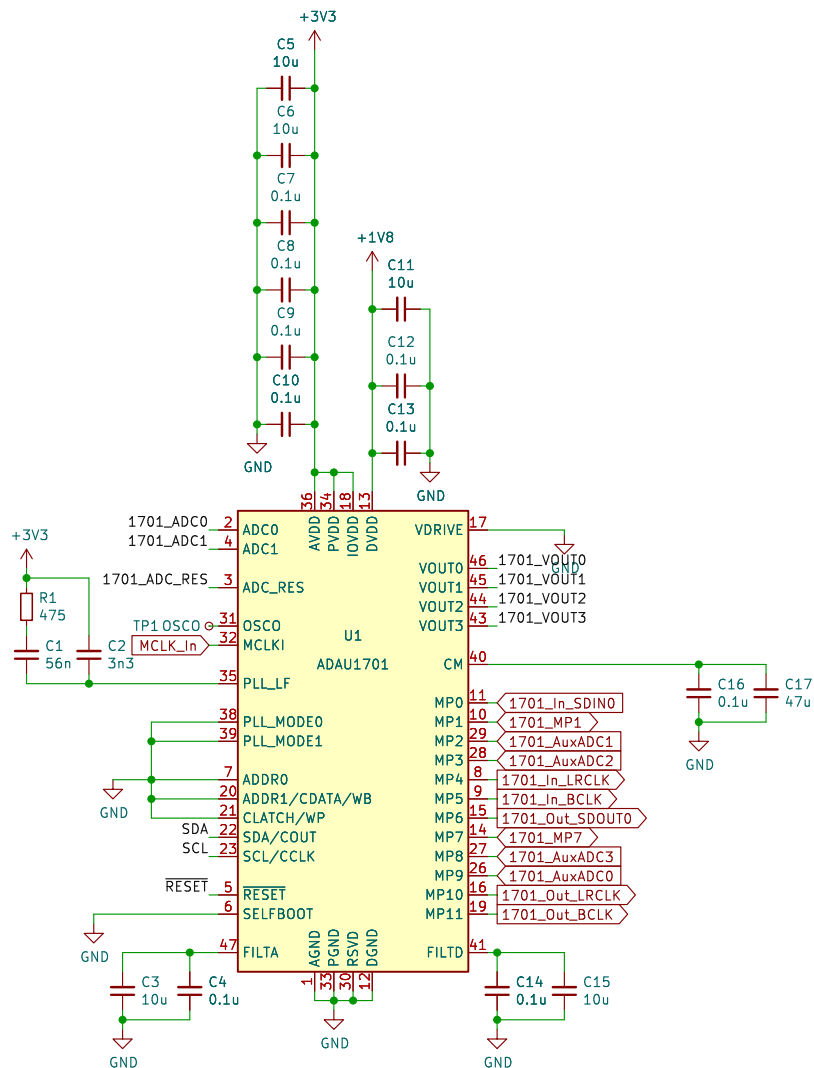 +3V3
C5
10u
C6
10u
C7
0.1u
C8
0.1u
C9
0.1u
C10
0.1u
GND
+1V8
C11
10u
C12
0.1u
C13
0.1u
GND
36
34
18
13
AVDD
PVDD
IOVDD
DVDD
1701_ADC0
2
ADC0
1701_ADC1
4
ADC1
1701_ADC_RES
3
ADC_RES
TP1
OSCO
31
OSCO
MCLK_In
32
MCLKI
+3V3
R1
475
C1
56n
C2
3n3
35
PLL_LF
38
PLL_MODE0
39
PLL_MODE1
7
ADDR0
20
ADDR1/CDATA/WB
21
CLATCH/WP
GND
SDA
22
SDA/COUT
SCL
23
SCL/CCLK
RESET
5
RESET
6
SELFBOOT
GND
47
FILTA
C3
10u
C4
0.1u
GND
U1
ADAU1701
AGND
PGND
RSVD
DGND
1
33
30
12
GND
VDRIVE
17
GND
VOUT0
46
1701_VOUT0
VOUT1
45
1701_VOUT1
VOUT2
44
1701_VOUT2
VOUT3
43
1701_VOUT3
CM
40
C16
0.1u
C17
47u
GND
MP0
11
1701_In_SDIN0
MP1
10
1701_MP1
MP2
29
1701_AuxADC1
MP3
28
1701_AuxADC2
MP4
8
1701_In_LRCLK
MP5
9
1701_In_BCLK
MP6
15
1701_Out_SDOUT0
MP7
14
1701_MP7
MP8
27
1701_AuxADC3
MP9
26
1701_AuxADC0
MP10
16
1701_Out_LRCLK
MP11
19
1701_Out_BCLK
FILTD
41
C14
0.1u
C15
10u
GND